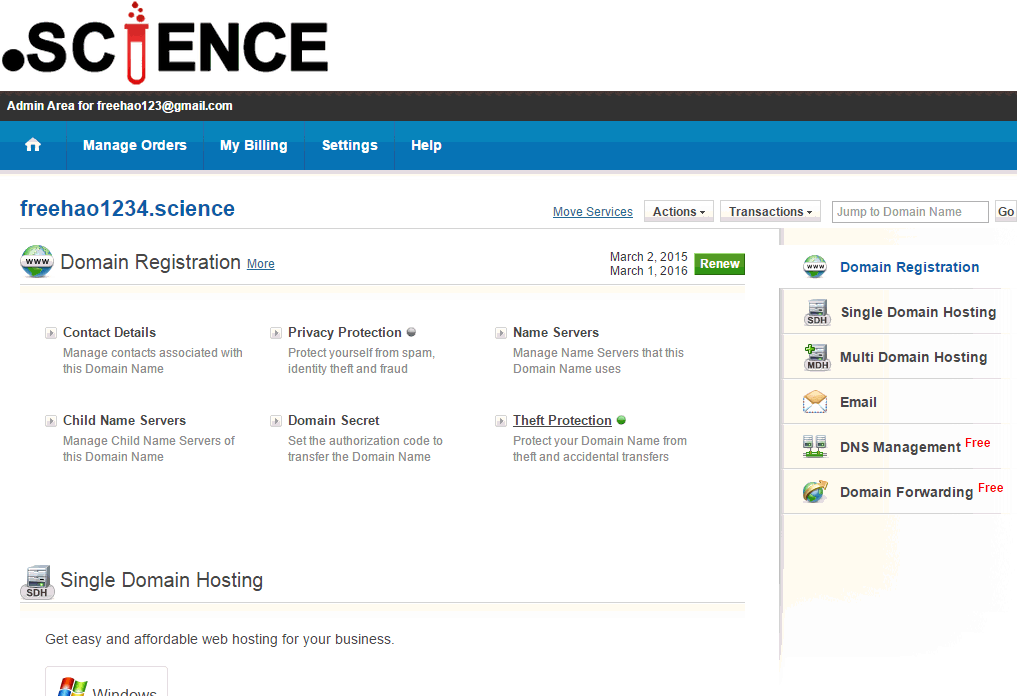 .SCIENCE
Admin Area for freehao123@gmail.com
Manage Orders
My Billing
Settings
Help
freehao1234.science
Move Services
Actions
Transactions
Jump to Domain Name
Go
www
Domain Registration More
March 2, 2015
March 1, 2016
Renew
Contact Details
Manage contacts associated with
this Domain Name
Privacy Protection
Protect yourself from spam,
identity theft and fraud
Name Servers
Manage Name Servers that this
Domain Name uses
Child Name Servers
Manage Child Name Servers of
this Domain Name
Domain Secret
Set the authorization code to
transfer the Domain Name
Theft Protection
Protect your Domain Name from
theft and accidental transfers
SDH
Single Domain Hosting
Get easy and affordable web hosting for your business.
Windows
www
Domain Registration
SDH
Single Domain Hosting
MDH
Multi Domain Hosting
Email
DNS Management Free
Domain Forwarding Free